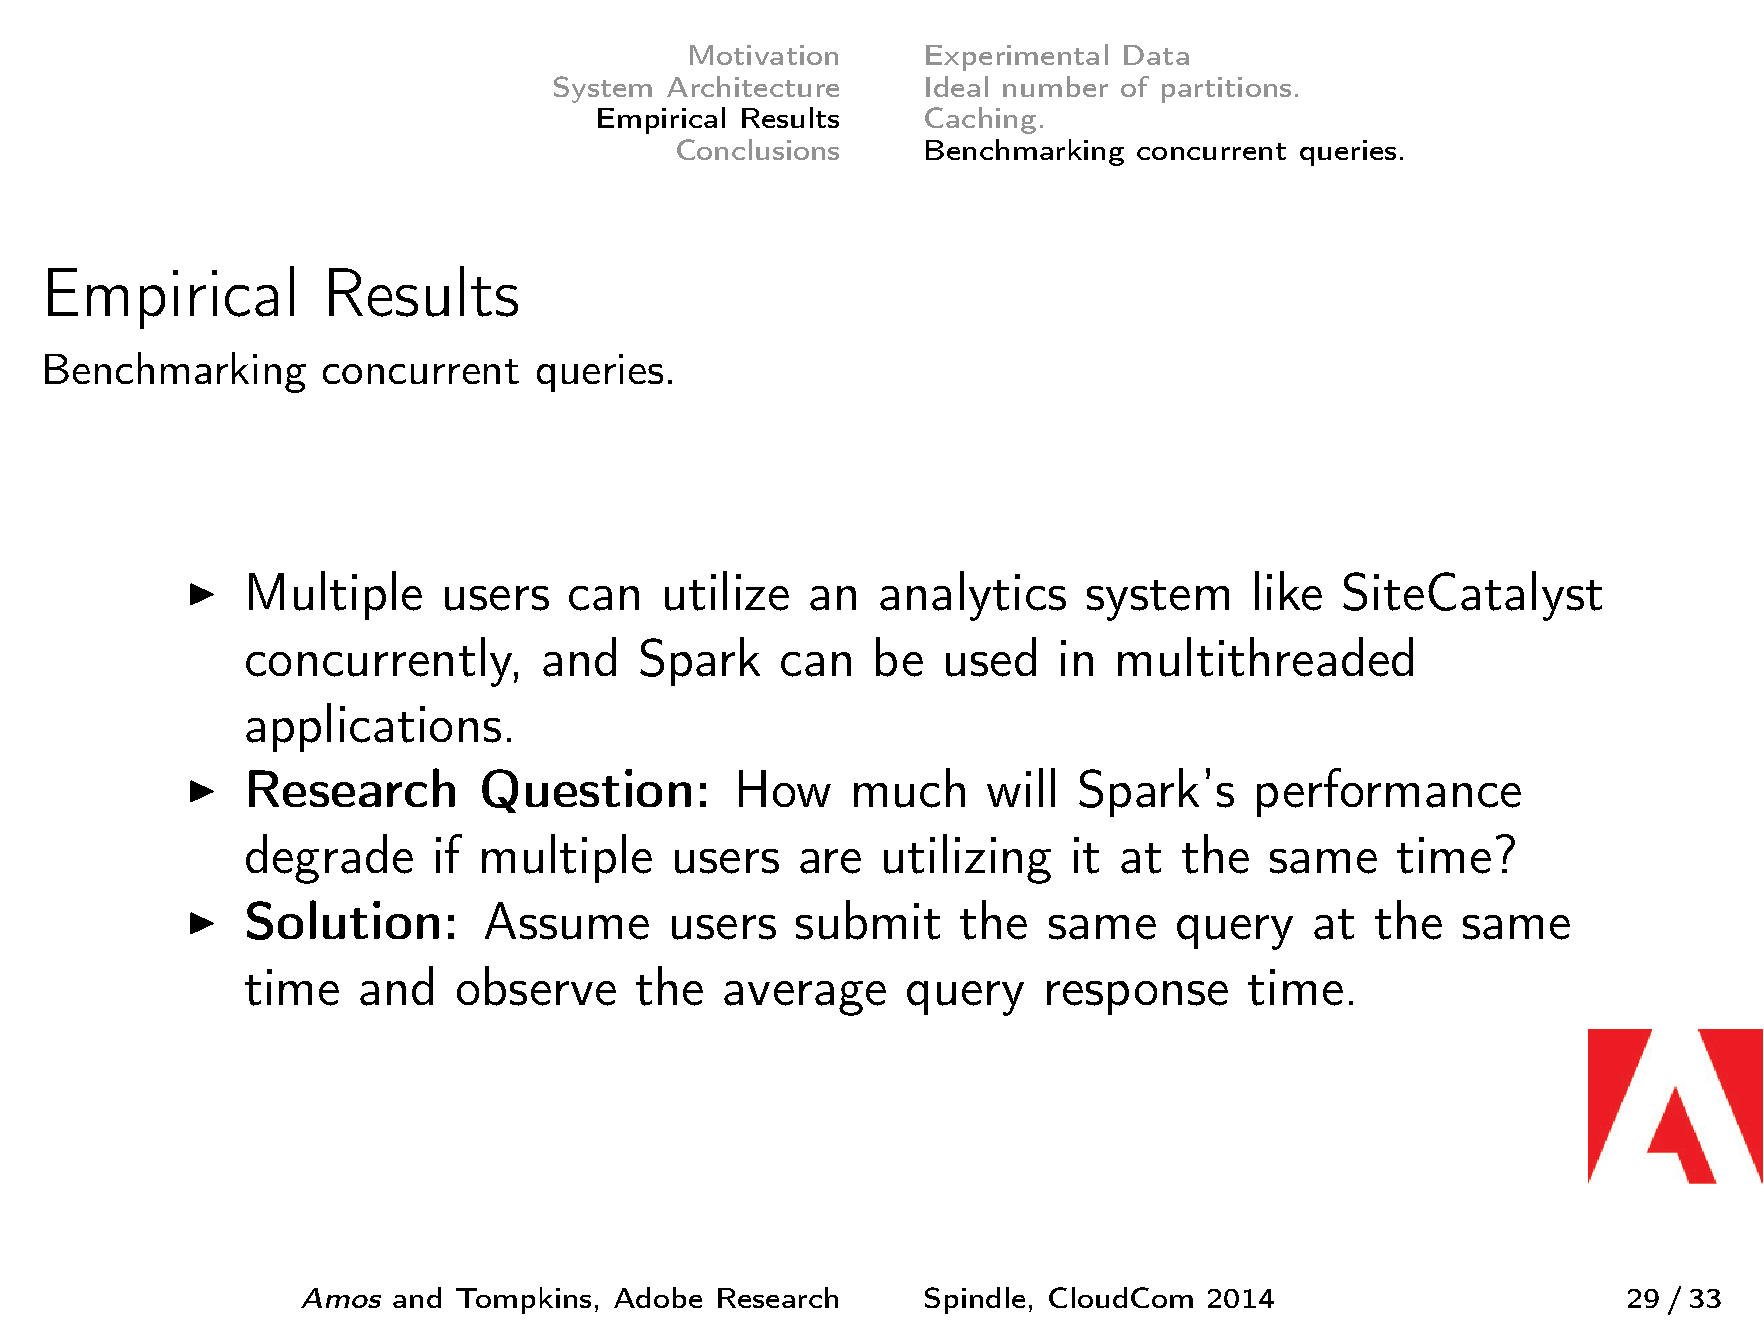 Motivation
System Architecture
Empirical Results
Conclusions
Experimental Data
Ideal number of partitions.
Caching.
Benchmarking concurrent queries.
Empirical Results
Benchmarking concurrent queries.
▶ Multiple users can utilize an analytics system like SiteCatalyst
concurrently, and Spark can be used in multithreaded
applications.
▶ Research Question: How much will Spark's performance
degrade if multiple users are utilizing it at the same time?
▶ Solution: Assume users submit the same query at the same
time and observe the average query response time.
Amos and Tompkins, Adobe Research
Spindle, CloudCom 2014
29 / 33